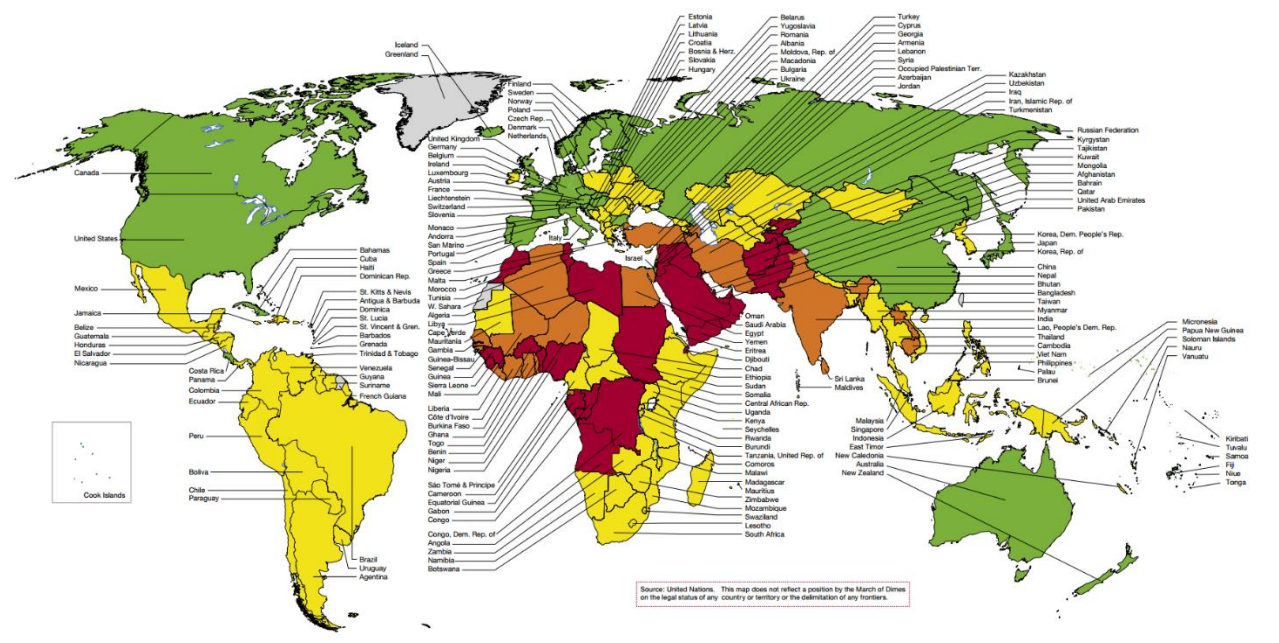 Estonia
Latvia
Lithuania
Croatia
Bosnia & Herz.
Slovakia
Hungary
Belarus
Yugoslavia
Romania
Albania
Moldova, Rep. of
Macadonia
Bulgaria
Ukraine
Turkey
Cyprus
Georgia
Armenia
Lebanon
Syria
Occupied Palestinian Terr.
Azerbaijan
Jordan
Kazakhstan
Uzbekistan
Iraq
Iran, Islamic Rep. of
Turkmenistan
Russian Federation
Kyrgystan
Tajikistan
Kuwait
Mongolia
Afghanistan
Bahrain
Qatar
United Arab Emirates
Pakistan
Korea, Dem. People's Rep.
Japan
Korea, Rep. of
China
Nepal
Bhutan
Bangladesh
Taiwan
Myanmar
India
Lao, People's Dem. Rep.
Thailand
Cambodia
Viet Nam
Philippines
Palau
Brunei
Iceland
Greenland
Finland
Sweden
Norway
Poland
Czech Rep.
Denmark
Netherlands
United Kingdom
Germany
Belgium
Ireland
Luxembourg
Austria
France
Liechtenstein
Switzerland
Slovenia
Monaco
Andorra
San Marino
Portugal
Spain
Greece
Malta
Morocco
Tunisia
W. Sahara
Algeria
Libya
Cape Verde
Mauritania
Gambia
Guinea-Bissau
Senegal
Guinea
Sierra Leone
Mali
Liberia
Côte d'Ivoire
Burkina Faso
Ghana
Togo
Benin
Niger
Nigeria
São Tomé & Principe
Cameroon
Equatorial Guinea
Gabon
Congo
Congo, Dem. Rep. of
Angola
Zambia
Namibia
Botswana
Italy
Israel
Canada
United States
Mexico
Jamaica
Belize
Guatemala
Honduras
El Salvador
Nicaragua
Costa Rica
Panama
Colombia
Ecuador
Peru
Boliva
Chile
Paraguay
Cook Islands
Bahamas
Cuba
Haiti
Dominican Rep.
St. Kitts & Nevis
Antigua & Barbuda
Dominica
St. Lucia
St. Vincent & Gren.
Barbados
Grenada
Trinidad & Tobago
Venezuela
Guyana
Suriname
French Guiana
Brazil
Uruguay
Agentina
Oman
Saudi Arabia
Egypt
Yemen
Eritrea
Djibouti
Chad
Ethiopia
Sudan
Somalia
Central African Rep.
Uganda
Kenya
Seychelles
Rwanda
Burundi
Tanzania, United Rep. of
Comoros
Malawi
Madagascar
Mauritius
Zimbabwe
Mozambique
Swaziland
Lesotho
South Africa
Sri Lanka
Maldives
Malaysia
Singapore
Indonesia
East Timor
New Caledonia
Australia
New Zealand
Micronesia
Papua New Guinea
Soloman Islands
Nauru
Vanuatu
Kiribati
Tuvalu
Samoa
Fiji
Niue
Tonga
Source: United Nations. This map does not reflect a position by the March of Dimes
on the legal status of any country or territory or the delimitation of any frontiers.